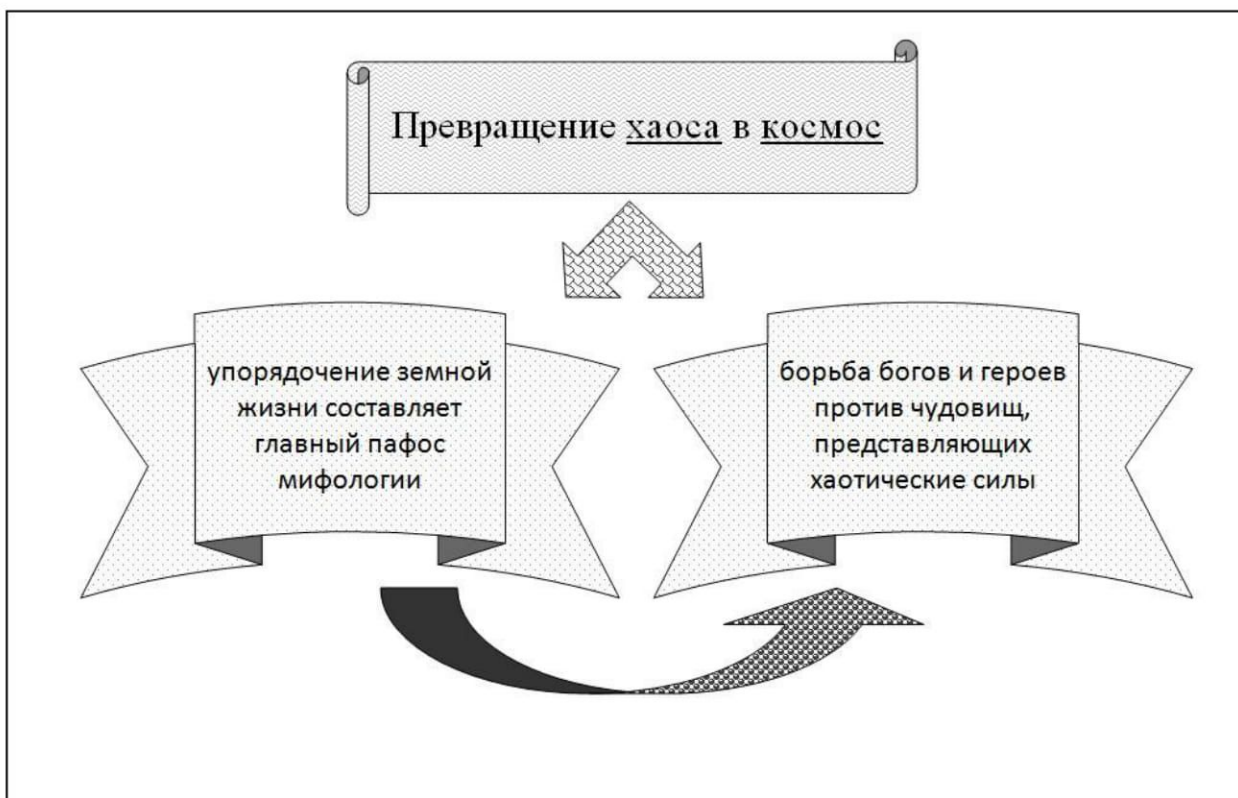 Превращение хаоса в космос
упорядочение земной
жизни составляет
главный пафос
мифологии
борьба богов и героев
против чудовищ,
представляющих
хаотические силы